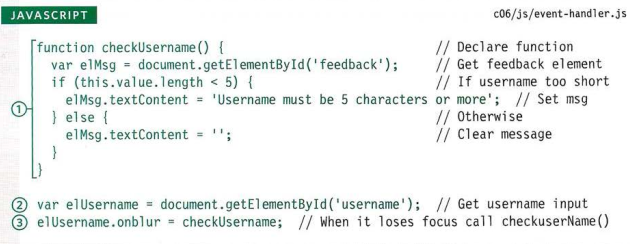 JAVASCRIPT
c06/js/event-handler.js
function checkUsername() { // Declare function
var elMsg = document.getElementById('feedback'); // Get feedback element
if (this.value.length < 5) { // If username too short
elMsg.textContent = 'Username must be 5 characters or more'; // Set msg
① } else { // Otherwise
elMsg.textContent = ''; // Clear message
}
}
② var elUsername = document.getElementById('username'); // Get username input
③ elUsername.onblur = checkUsername; // When it loses focus call checkuserName()